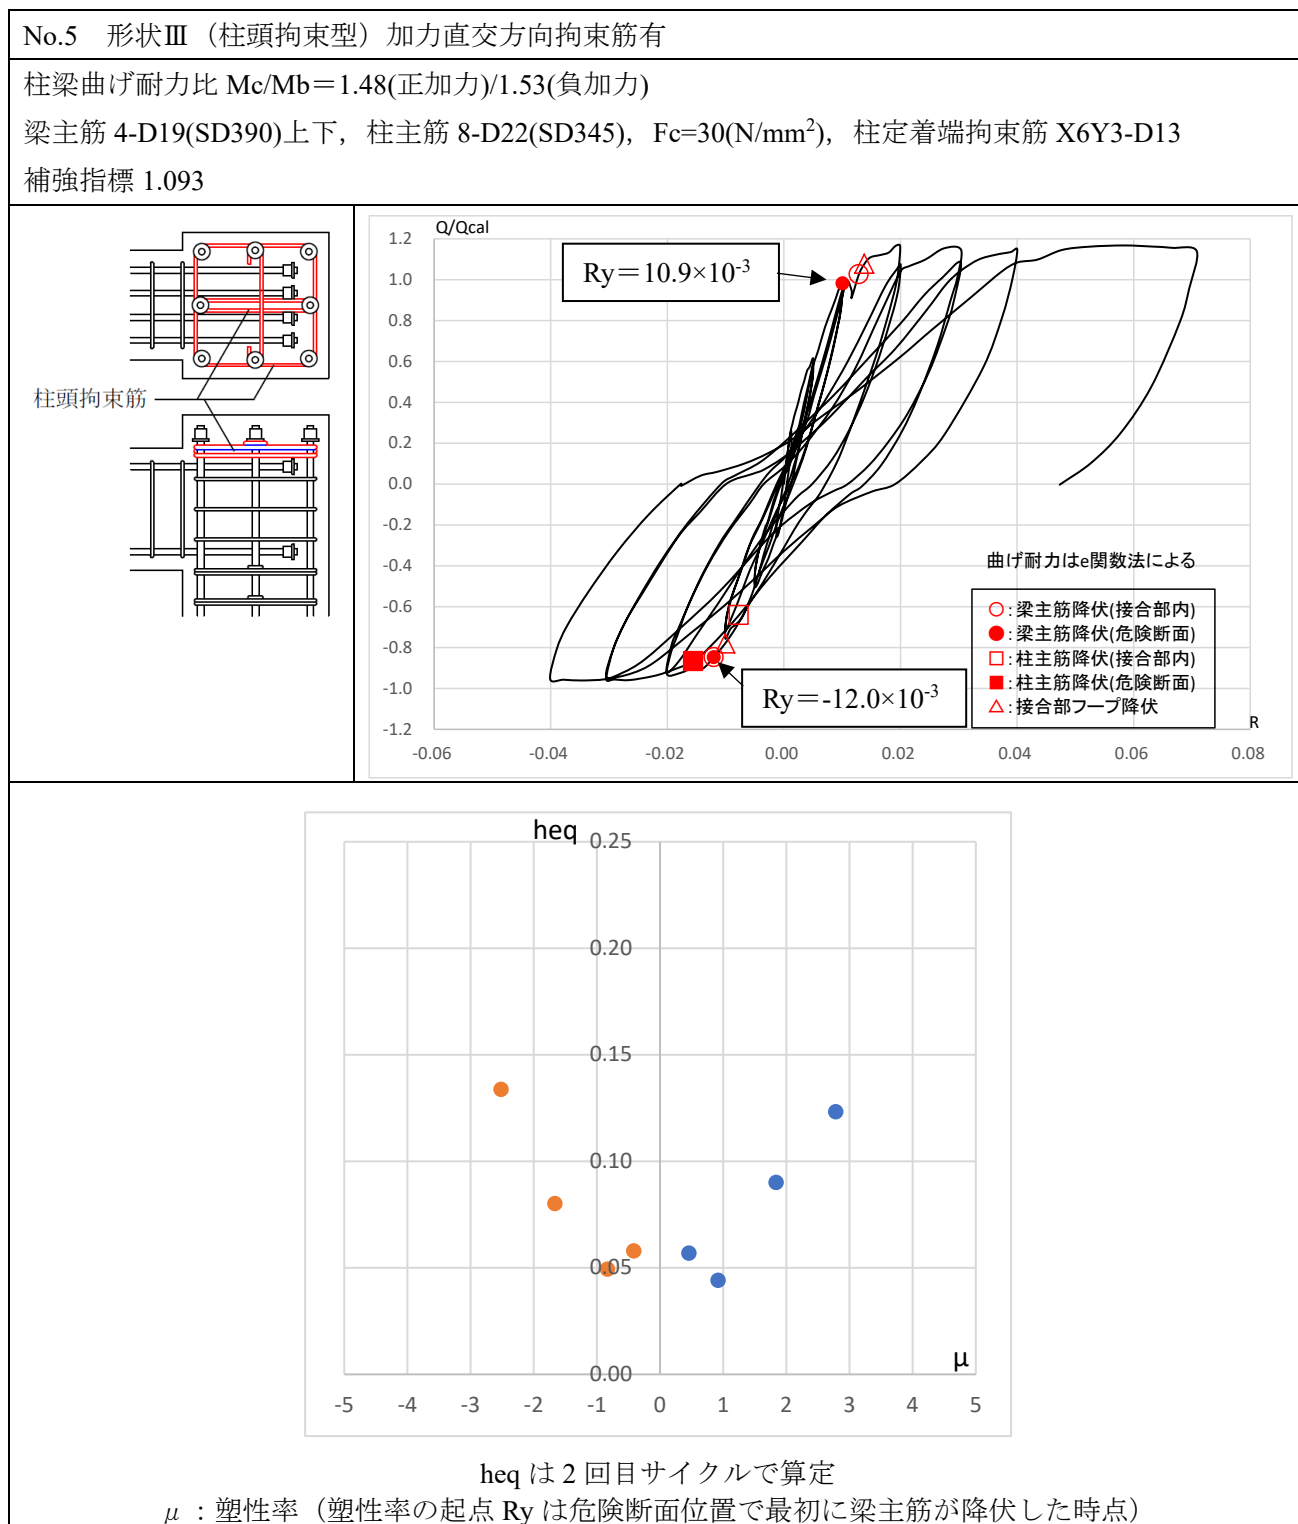 No.5　形状Ⅲ（柱頭拘束型）加力直交方向拘束筋有
柱梁曲げ耐力比 Mc/Mb＝1.48(正加力)/1.53(負加力)
梁主筋 4-D19(SD390)上下，柱主筋 8-D22(SD345)，Fc=30(N/mm²)，柱定着端拘束筋 X6Y3-D13
補強指標 1.093
柱頭拘束筋
Q/Qcal
1.2
1.0
0.8
0.6
0.4
0.2
0.0
-0.2
-0.4
-0.6
-0.8
-1.0
-1.2
Ry＝10.9×10⁻³
Ry＝-12.0×10⁻³
曲げ耐力はe関数法による
○:梁主筋降伏(接合部内)
●:梁主筋降伏(危険断面)
□:柱主筋降伏(接合部内)
■:柱主筋降伏(危険断面)
△:接合部フープ降伏
R
-0.06 -0.04 -0.02 0.00 0.02 0.04 0.06 0.08
heq
0.25
0.20
0.15
0.10
0.05
0.00
μ
-5 -4 -3 -2 -1 0 1 2 3 4 5
heq は 2 回目サイクルで算定
μ：塑性率（塑性率の起点 Ry は危険断面位置で最初に梁主筋が降伏した時点）